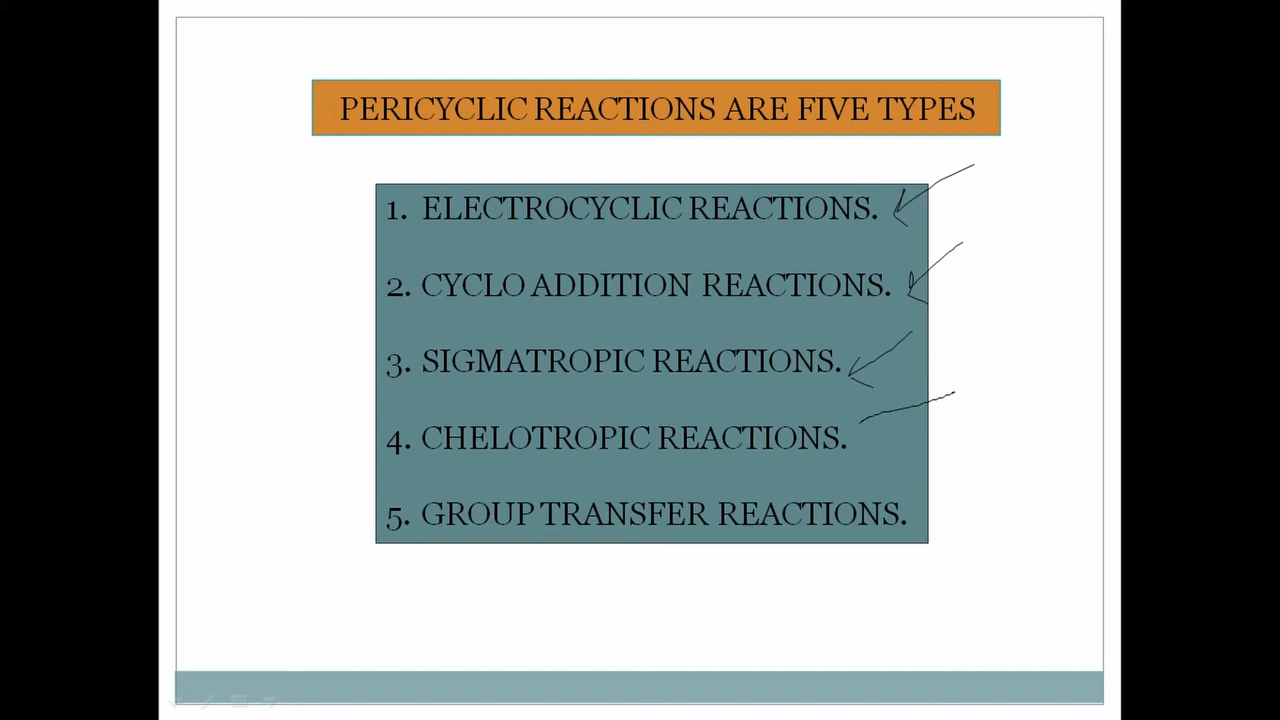 PERICYCLIC REACTIONS ARE FIVE TYPES
1. ELECTROCYCLIC REACTIONS.
2. CYCLO ADDITION REACTIONS.
3. SIGMATROPIC REACTIONS.
4. CHELOTROPIC REACTIONS.
5. GROUP TRANSFER REACTIONS.